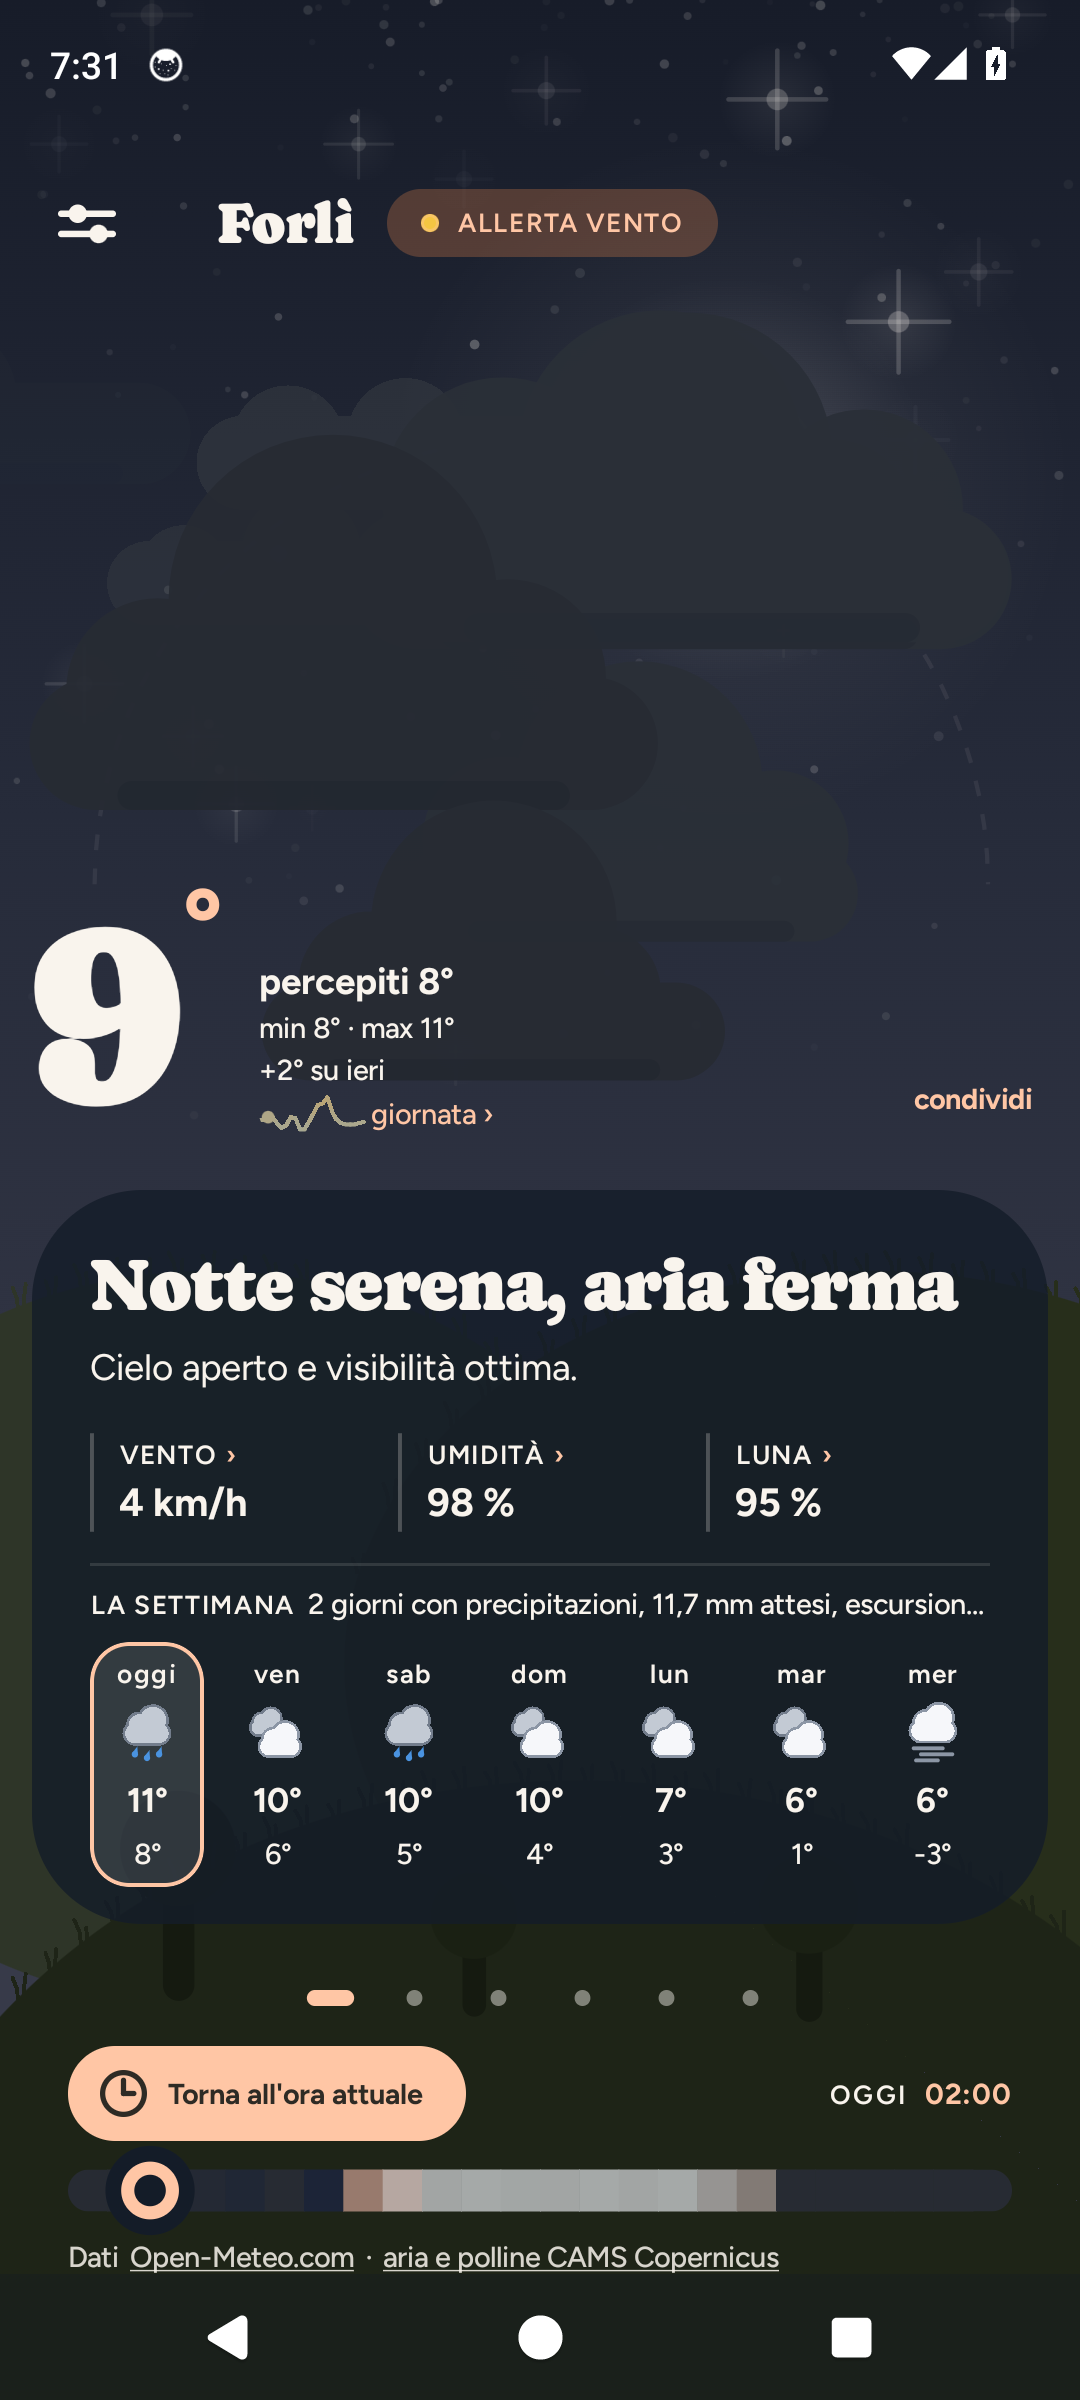 7:31
Forlì
ALLERTA VENTO
9°
percepiti 8°
min 8° · max 11°
+2° su ieri
giornata ›
condividi
Notte serena, aria ferma
Cielo aperto e visibilità ottima.
VENTO › UMIDITÀ › LUNA ›
4 km/h 98 % 95 %
LA SETTIMANA 2 giorni con precipitazioni, 11,7 mm attesi, escursion...
oggi ven sab dom lun mar mer
11° 10° 10° 10° 7° 6° 6°
8° 6° 5° 4° 3° 1° -3°
Torna all'ora attuale
OGGI 02:00
Dati Open-Meteo.com · aria e polline CAMS Copernicus